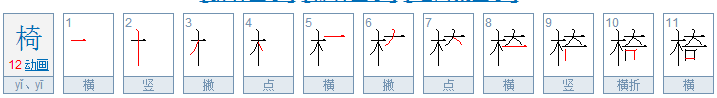 椅 1 2 3 4 5 6 7 8 9 10 11
12 动画
yǐ、yī 横 竖 撇 点 横 撇 点 横 竖 横折 横